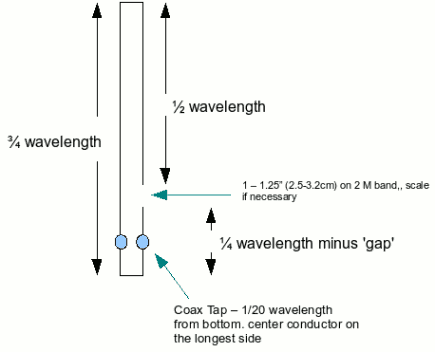 ½ wavelength
¾ wavelength
1 – 1.25" (2.5-3.2cm) on 2 M band,, scale
if necessary
¼ wavelength minus 'gap'
Coax Tap – 1/20 wavelength
from bottom. center conductor on
the longest side